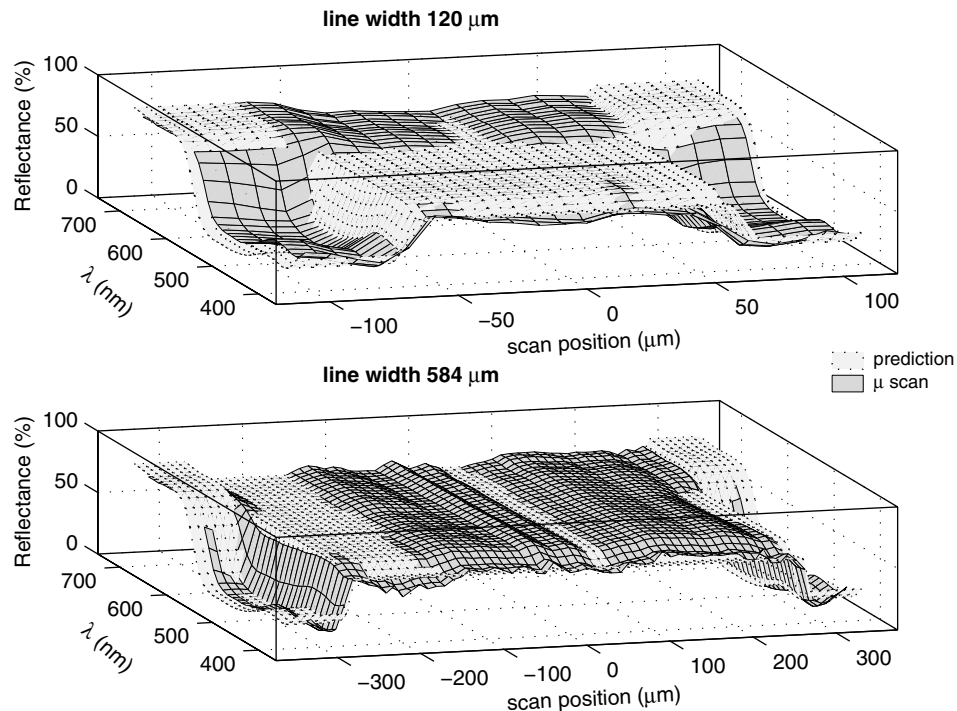 line width 120 μm
Reflectance (%)
100
50
0
700
600
500
400
λ (nm)
−100
−50
0
50
100
scan position (μm)
prediction
μ scan
line width 584 μm
Reflectance (%)
100
50
0
700
600
500
400
λ (nm)
−300
−200
−100
0
100
200
300
scan position (μm)